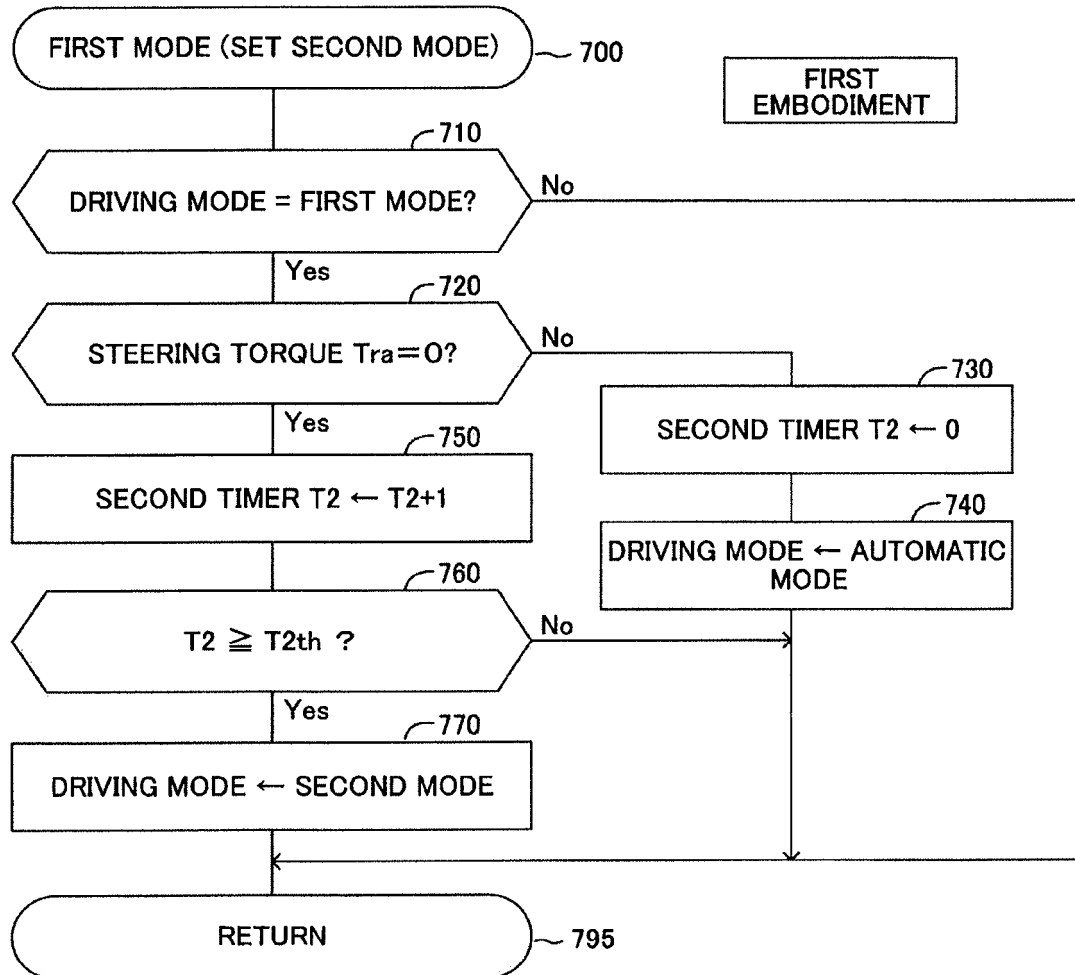 FIRST MODE (SET SECOND MODE)
700
FIRST
EMBODIMENT
710
DRIVING MODE = FIRST MODE?
No
Yes
720
STEERING TORQUE Tra=0?
No
Yes
730
SECOND TIMER T2 ← 0
750
SECOND TIMER T2 ← T2+1
740
DRIVING MODE ← AUTOMATIC
MODE
760
T2 ≧ T2th ?
No
Yes
770
DRIVING MODE ← SECOND MODE
RETURN
795